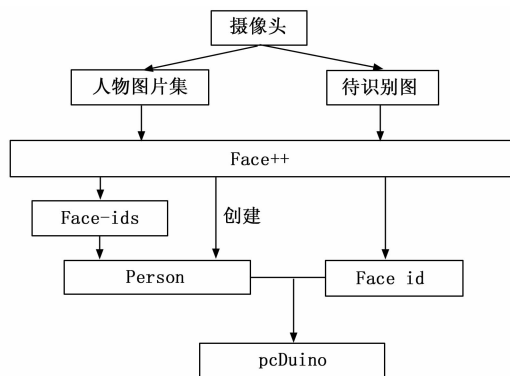 摄像头
人物图片集
待识别图
Face++
Face-ids
创建
Person
Face id
pcDuino